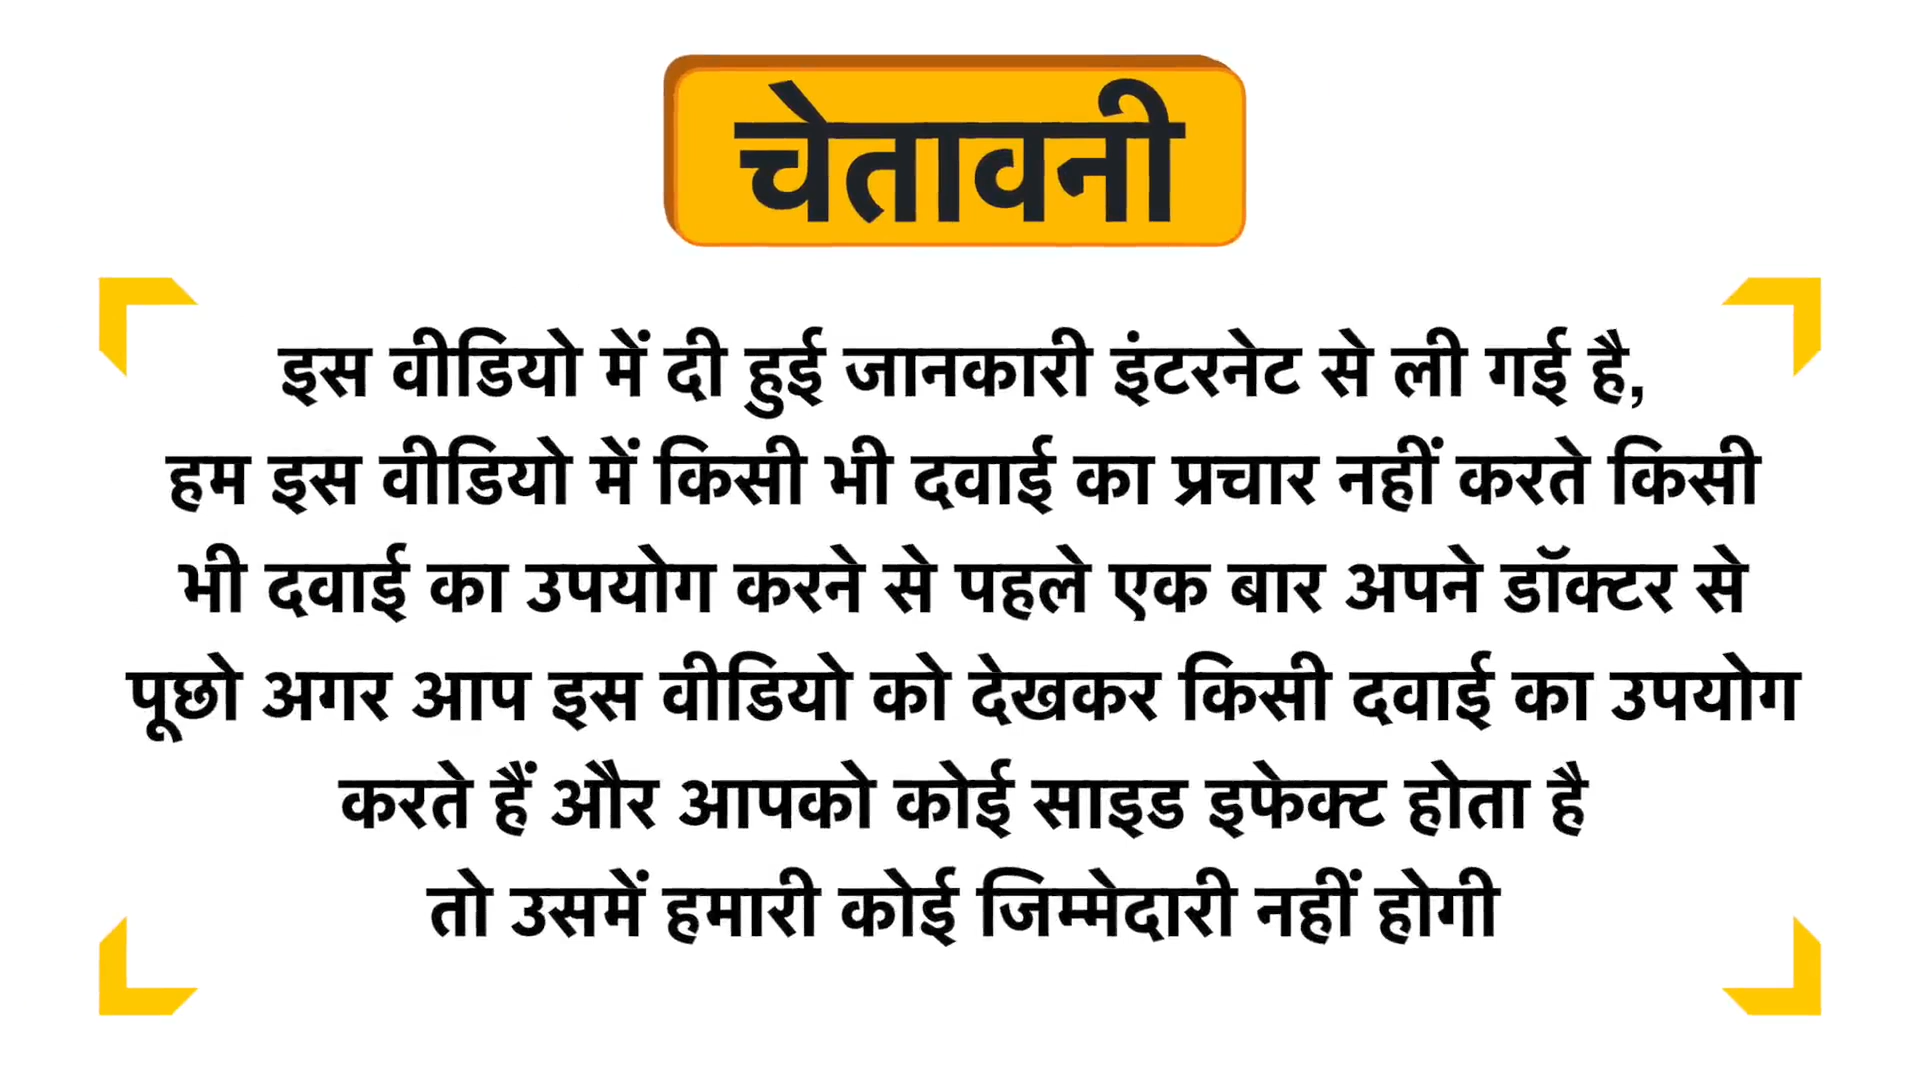 चेतावनी
इस वीडियो में दी हुई जानकारी इंटरनेट से ली गई है,
हम इस वीडियो में किसी भी दवाई का प्रचार नहीं करते किसी
भी दवाई का उपयोग करने से पहले एक बार अपने डॉक्टर से
पूछो अगर आप इस वीडियो को देखकर किसी दवाई का उपयोग
करते हैं और आपको कोई साइड इफेक्ट होता है
तो उसमें हमारी कोई जिम्मेदारी नहीं होगी